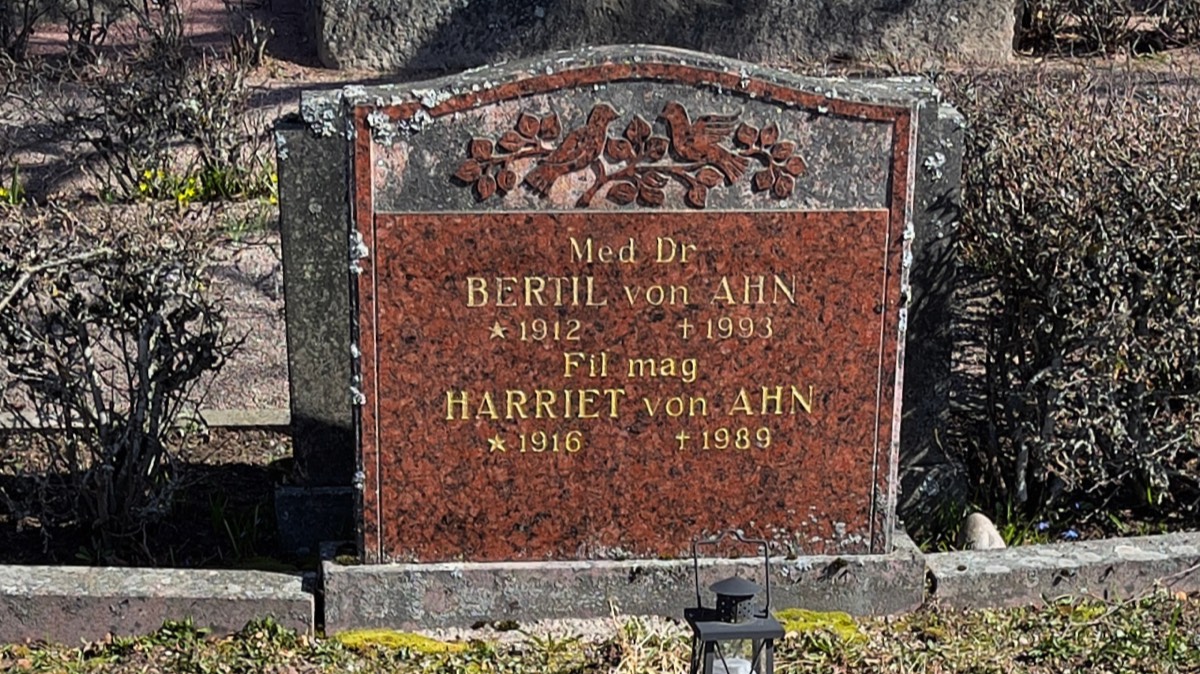 Med Dr
BERTIL von AHN
★1912 †1993
Fil mag
HARRIET von AHN
★1916 †1989